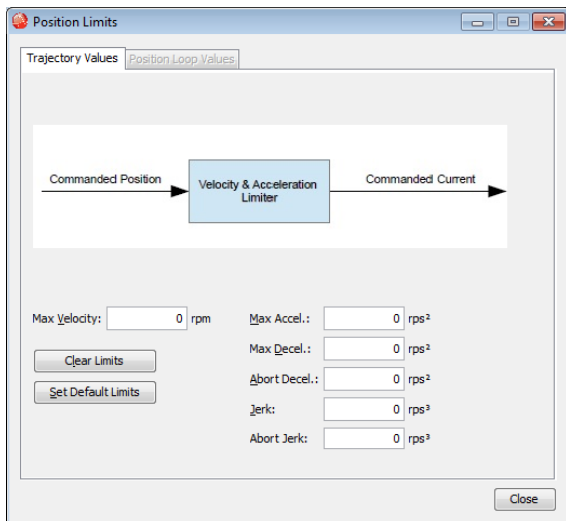 Position Limits
Trajectory Values
Position Loop Values
Commanded Position
Velocity & Acceleration
Limiter
Commanded Current
Max Velocity: 0 rpm
Max Accel.: 0 rps²
Max Decel.: 0 rps²
Clear Limits
Abort Decel.: 0 rps²
Set Default Limits
Jerk: 0 rps³
Abort Jerk: 0 rps³
Close